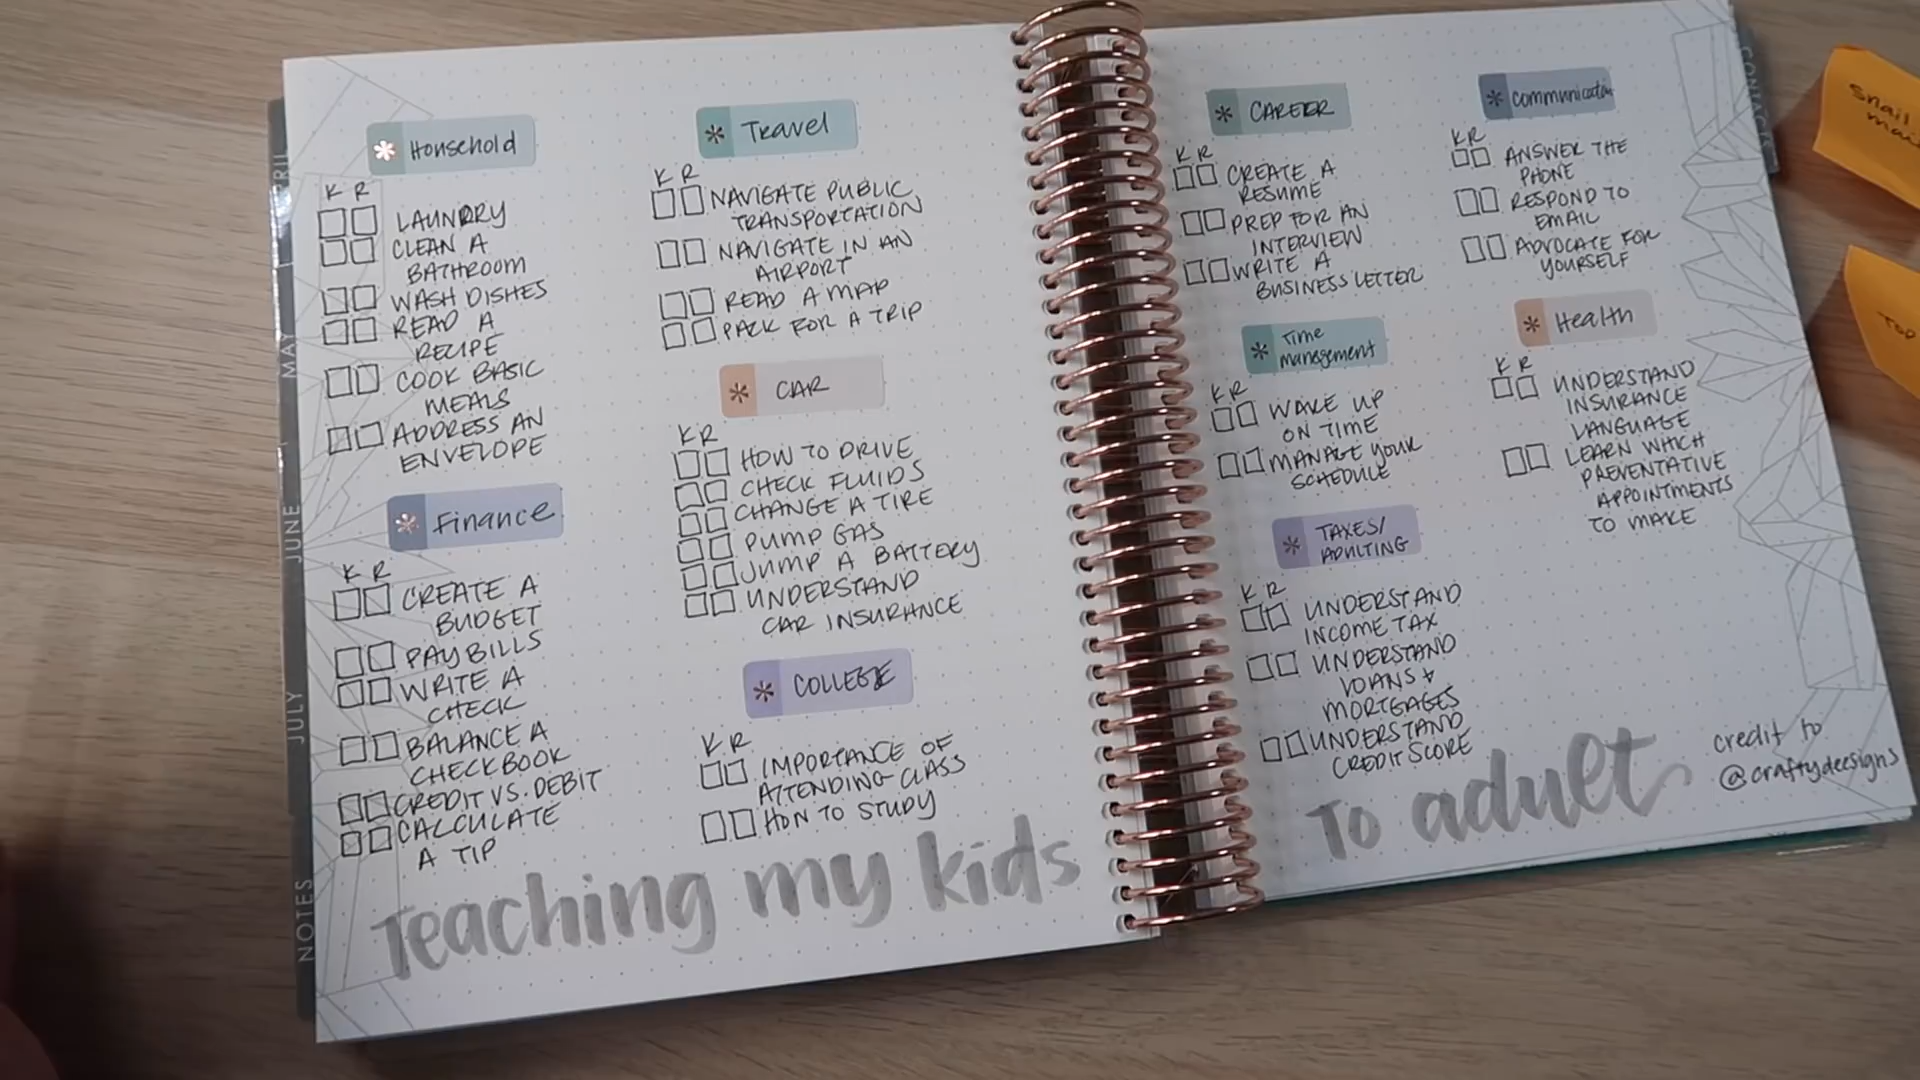 * Household
K R
LAUNDRY
CLEAN A
BATHROOM
WASH DISHES
READ A
RECIPE
COOK BASIC
MEALS
ADDRESS AN
ENVELOPE
* Finance
K R
CREATE A
BUDGET
PAY BILLS
WRITE A
CHECK
BALANCE A
CHECKBOOK
CREDIT VS. DEBIT
CALCULATE
A TIP
* Travel
K R
NAVIGATE PUBLIC
TRANSPORTATION
NAVIGATE IN AN
AIRPORT
READ A MAP
PACK FOR A TRIP
* CAR
K R
HOW TO DRIVE
CHECK FLUIDS
CHANGE A TIRE
PUMP GAS
JUMP A BATTERY
UNDERSTAND
CAR INSURANCE
* COLLEGE
K R
IMPORTANCE OF
ATTENDING CLASS
HOW TO STUDY
Teaching my kids
* CAREER
K R
CREATE A
RESUME
PREP FOR AN
INTERVIEW
WRITE A
BUSINESS LETTER
* Time
management
K R
WAKE UP
ON TIME
MANAGE YOUR
SCHEDULE
* TAXES/
ADULTING
K R
UNDERSTAND
INCOME TAX
UNDERSTAND
LOANS +
MORTGAGES
UNDERSTAND
CREDIT SCORE
* Communication
K R
ANSWER THE
PHONE
RESPOND TO
EMAIL
ADVOCATE FOR
YOURSELF
* Health
K R
UNDERSTAND
INSURANCE
LANGUAGE
LEARN WHICH
PREVENTATIVE
APPOINTMENTS
TO MAKE
To adult
credit to
@craftydeesigns
MAY
JUNE
JULY
NOTES
Snail